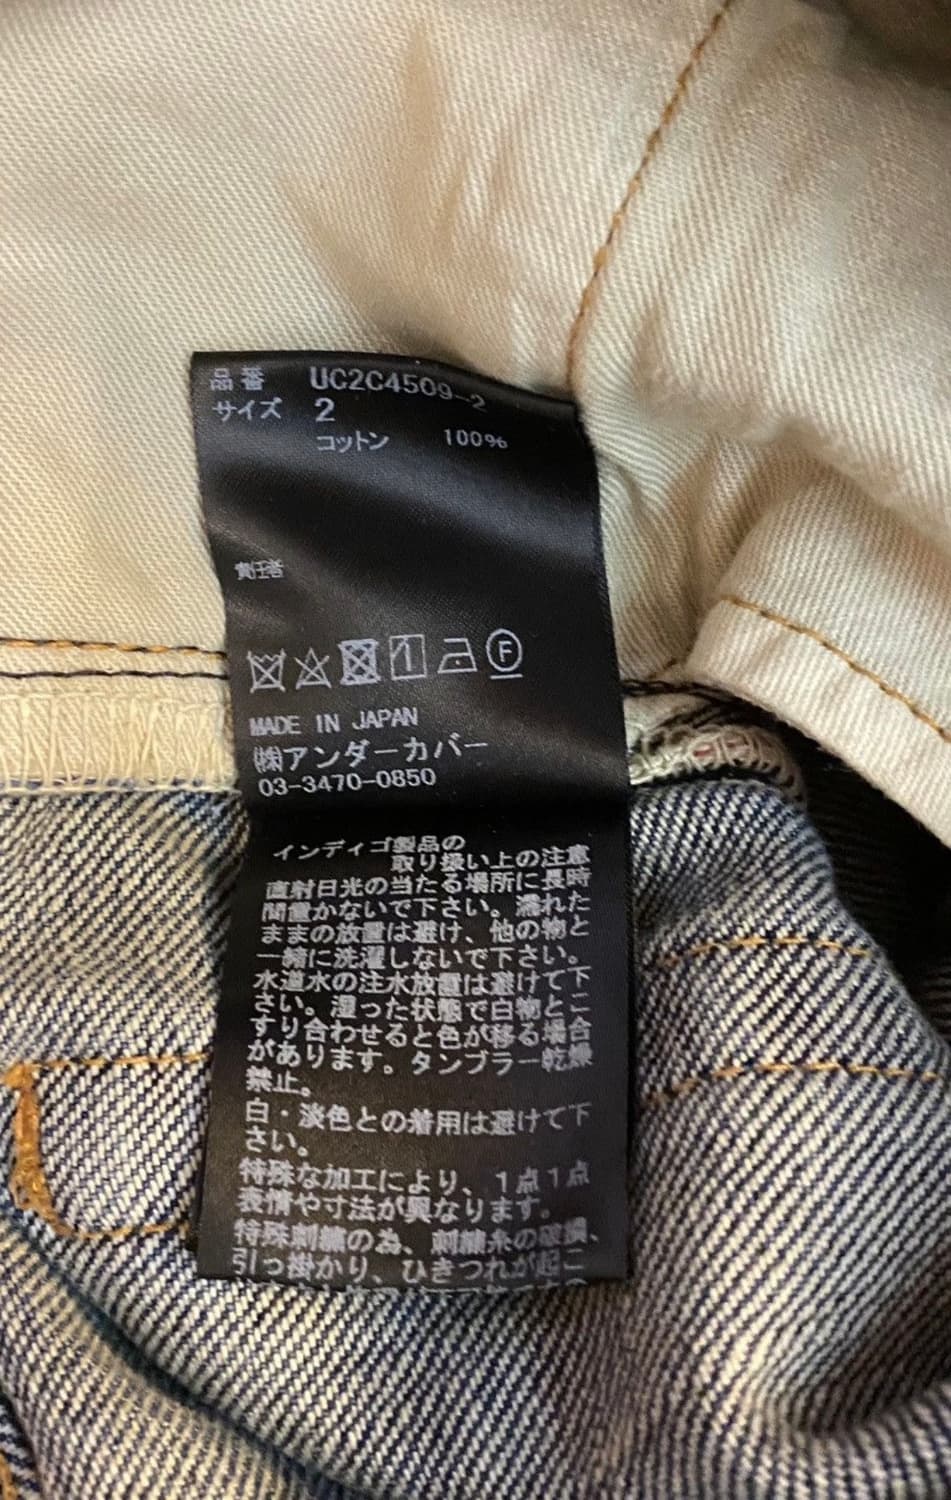 品番 UC2C4509-2
サイズ 2
コットン 100%
責任者
F
MADE IN JAPAN
㈱アンダーカバー
03-3470-0850
インディゴ製品の
取り扱い上の注意
直射日光の当たる場所に長時
間置かないで下さい。濡れた
ままの放置は避け、他の物と
一緒に洗濯しないで下さい。
水道水の注水放置は避けて下
さい。湿った状態で白物とこ
すり合わせると色が移る場合
があります。タンブラー乾燥
禁止。
白・淡色との着用は避けて下
さい。
特殊な加工により、1点1点
表情や寸法が異なります。
特殊刺繍の為、刺繍糸の破損、
引っ掛かり、ひきつれが起こ